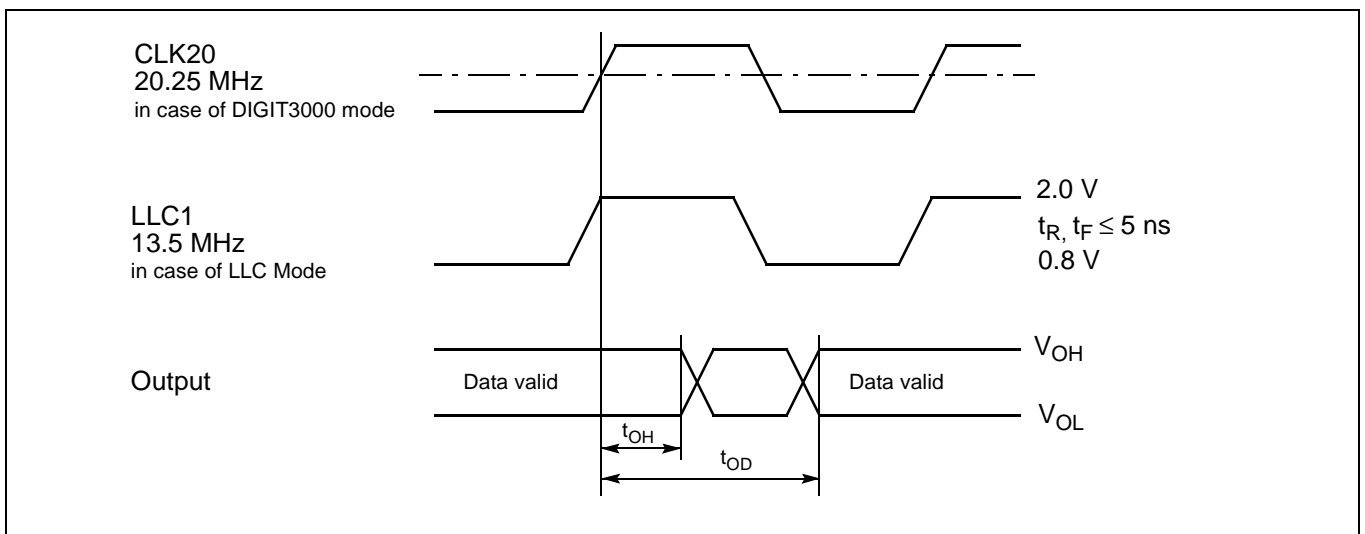 CLK20
20.25 MHz
in case of DIGIT3000 mode
LLC1
13.5 MHz
in case of LLC Mode
2.0 V
tR, tF ≤ 5 ns
0.8 V
Output
Data valid
Data valid
VOH
VOL
tOH
tOD